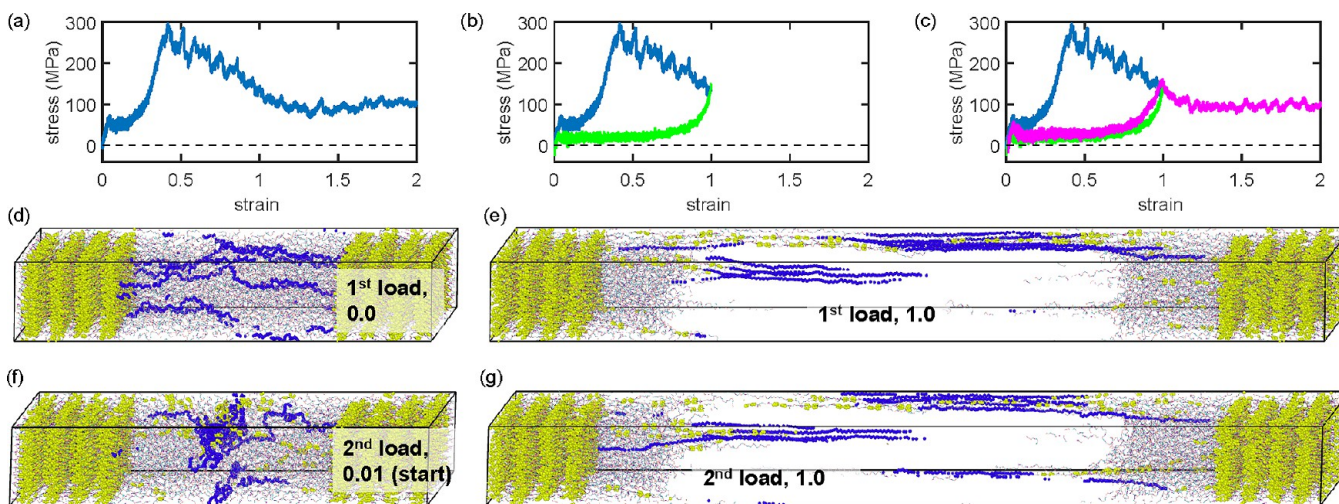 (a)
stress (MPa)
300
200
100
0
0
0.5
1
1.5
2
strain
(b)
stress (MPa)
300
200
100
0
0
0.5
1
1.5
2
strain
(c)
stress (MPa)
300
200
100
0
0
0.5
1
1.5
2
strain
(d)
1st load,
0.0
(e)
1st load, 1.0
(f)
2nd load,
0.01 (start)
(g)
2nd load, 1.0